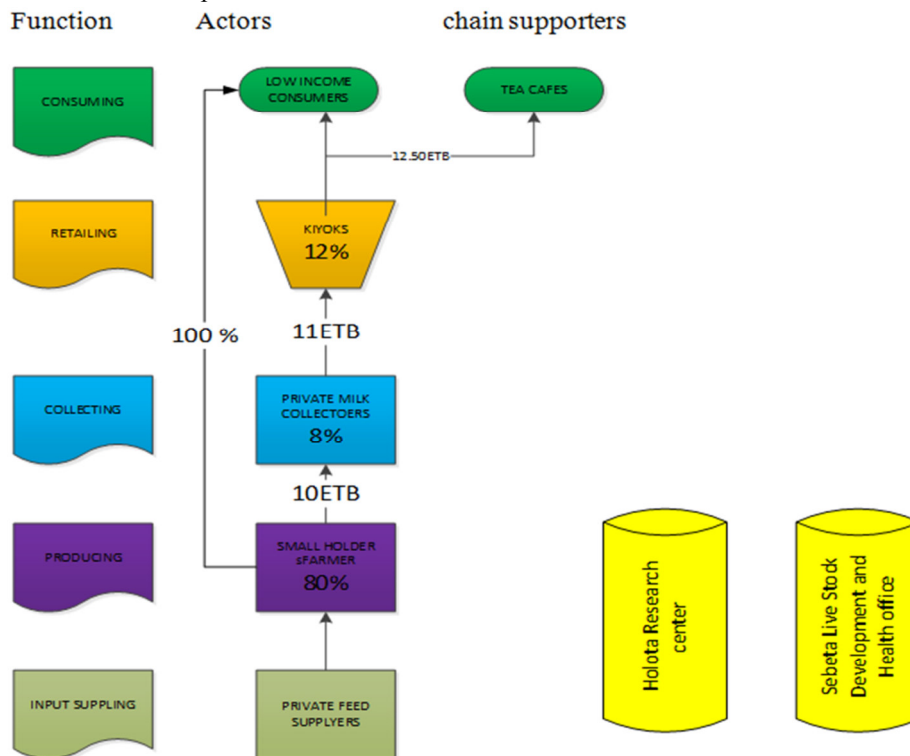 Function Actors chain supporters
CONSUMING
LOW INCOME
CONSUMERS
TEA CAFES
12.50ETB
RETAILING
KIYOKS
12%
100 %
11ETB
COLLECTING
PRIVATE MILK
COLLECTOERS
8%
10ETB
PRODUCING
SMALL HOLDER
sFARMER
80%
Holota Research
center
Sebeta Live Stock
Development and
Health office
INPUT SUPPLING
PRIVATE FEED
SUPPLYERS